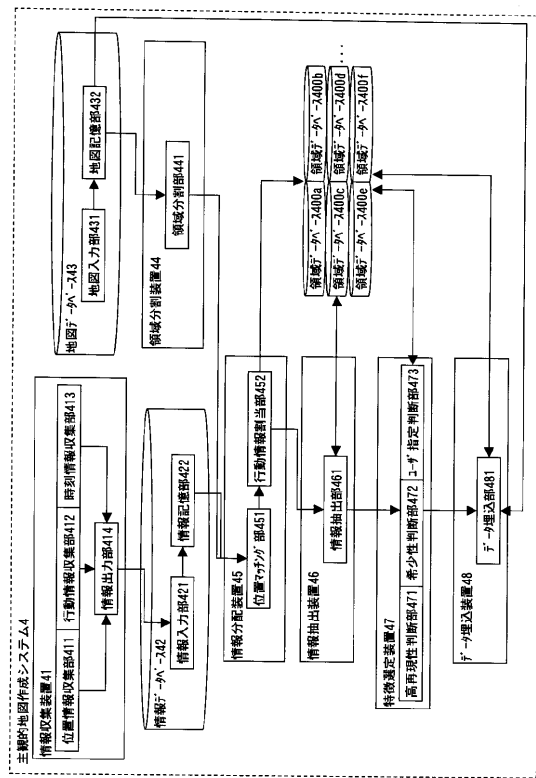 主観的地図作成システム4
情報収集装置41
位置情報収集部411
行動情報収集部412
時刻情報収集部413
情報出力部414
地図データベース43
地図入力部431
地図記憶部432
情報データベース42
情報入力部421
情報記憶部422
領域分割装置44
領域分割部441
情報分配装置45
位置マッチング部451
行動情報割当部452
情報抽出装置46
情報抽出部461
領域データベース400a
領域データベース400b
領域データベース400c
領域データベース400d
領域データベース400e
領域データベース400f
...
特徴選定装置47
高再現性判断部471
希少性判断部472
ユーザ指定判断部473
データ埋込装置48
データ埋込部481